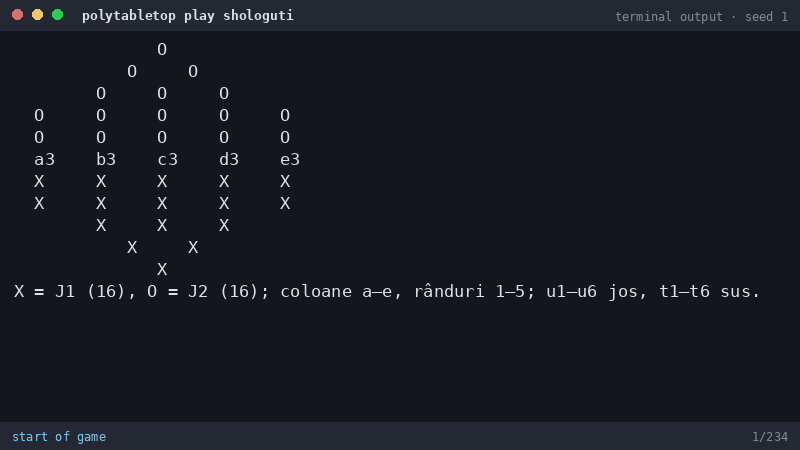 polytabletop play shologuti
terminal output · seed 1
O
O O
O O O
O O O O O
O O O O O
a3 b3 c3 d3 e3
X X X X X
X X X X X
X X X
X X
X
X = J1 (16), O = J2 (16); coloane a–e, rânduri 1–5; u1–u6 jos, t1–t6 sus.
start of game
1/234